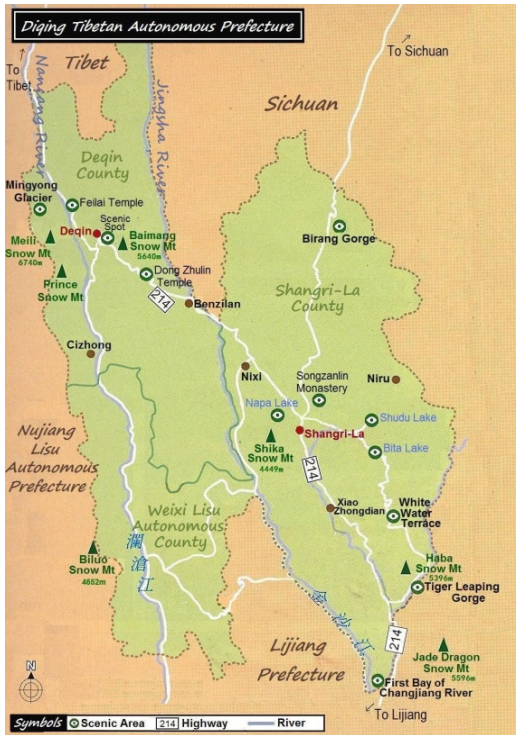 Diqing Tibetan Autonomous Prefecture
To Sichuan
To
Tibet
Tibet
Sichuan
Nanyang River
Jingsha River
Deqin
County
Mingyong
Glacier
Feilai Temple
Scenic
Spot
Deqin
Baimang
Snow Mt
5640m
Meili-
Snow Mt
6740m
Birang Gorge
Prince
Snow Mt
Dong Zhulin
Temple
214
Benzilan
Shangri-La
County
Cizhong
Nixi
Songzanlin
Monastery
Niru
Napa Lake
Shudu Lake
Shangri-La
Shika
Snow Mt
4449m
Bita Lake
Nujiang
Lisu
Autonomous
Prefecture
214
Weixi Lisu
Autonomous
County
Xiao
Zhongdian
White
Water
Terrace
澜沧江
Biluo
Snow Mt
4652m
Haba
Snow Mt
5396m
Tiger Leaping
Gorge
金沙江
Lijiang
Prefecture
214
Jade Dragon
Snow Mt
5596m
N
First Bay of
Changjiang River
To Lijiang
Symbols Scenic Area 214 Highway River